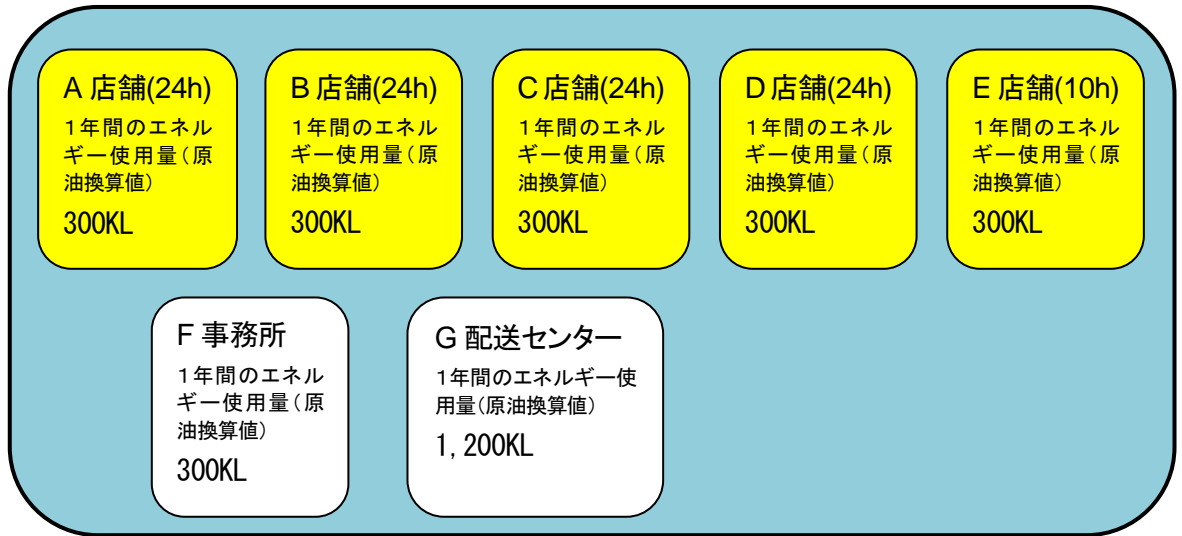 A 店舗(24h)
1年間のエネル
ギー使用量(原
油換算値)
300KL
B 店舗(24h)
1年間のエネル
ギー使用量(原
油換算値)
300KL
C 店舗(24h)
1年間のエネル
ギー使用量(原
油換算値)
300KL
D 店舗(24h)
1年間のエネル
ギー使用量(原
油換算値)
300KL
E 店舗(10h)
1年間のエネル
ギー使用量(原
油換算値)
300KL
F 事務所
1年間のエネル
ギー使用量(原
油換算値)
300KL
G 配送センター
1年間のエネルギー使
用量(原油換算値)
1,200KL